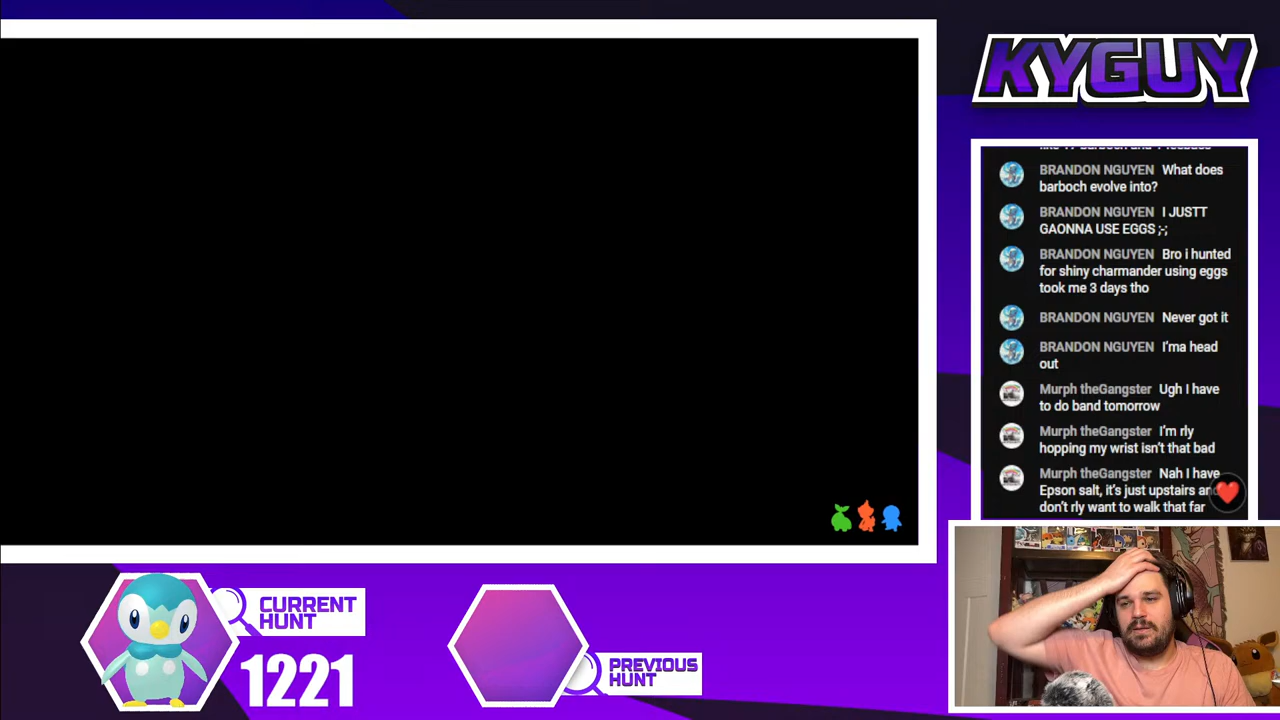 KYGUY
BRANDON NGUYEN What does
barboch evolve into?
BRANDON NGUYEN I JUSTT
GAONNA USE EGGS ;-;
BRANDON NGUYEN Bro i hunted
for shiny charmander using eggs
took me 3 days tho
BRANDON NGUYEN Never got it
BRANDON NGUYEN I'ma head
out
Murph theGangster Ugh I have
to do band tomorrow
Murph theGangster I'm rly
hopping my wrist isn't that bad
Murph theGangster Nah I have
Epson salt, it's just upstairs and
don't rly want to walk that far
CURRENT
HUNT
1221
PREVIOUS
HUNT